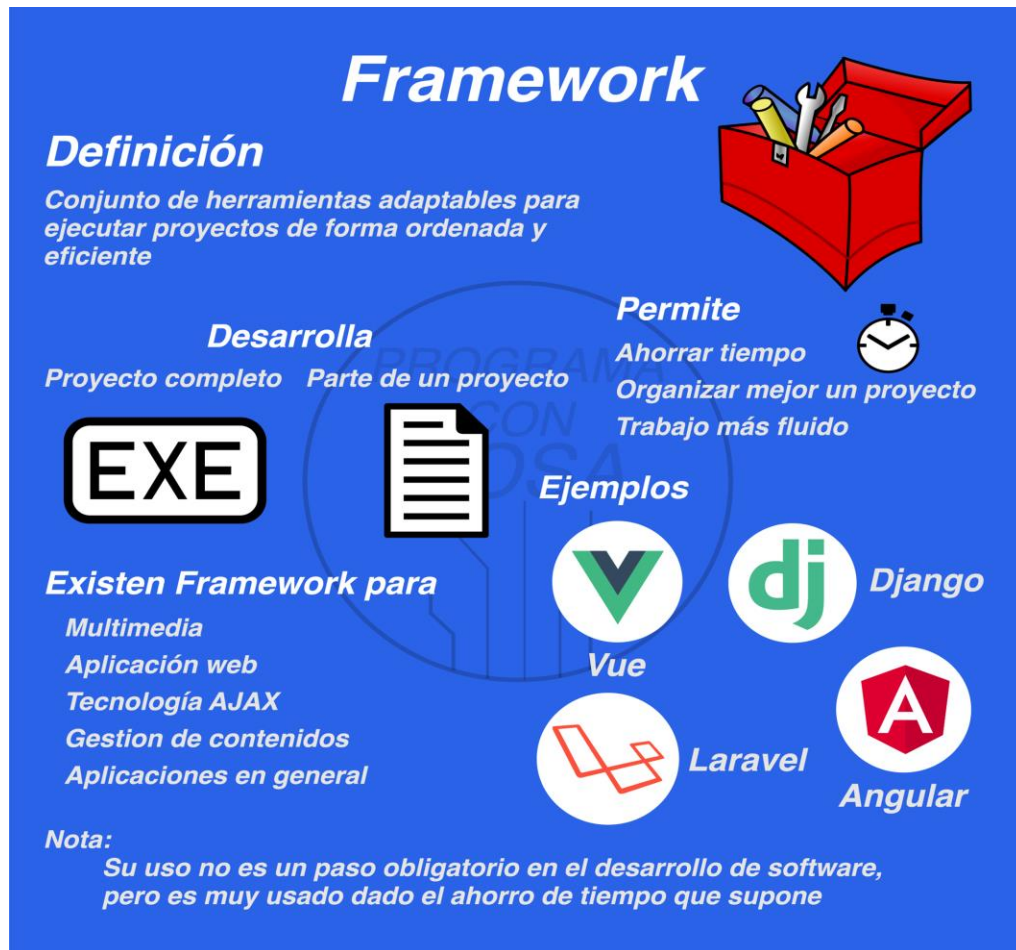 Framework
Definición
Conjunto de herramientas adaptables para
ejecutar proyectos de forma ordenada y
eficiente
Desarrolla
Proyecto completo
Parte de un proyecto
EXE
Permite
Ahorrar tiempo
Organizar mejor un proyecto
Trabajo más fluido
PROGRAMA
CON
Ejemplos
Vue
dj
Django
Laravel
A
Angular
Existen Framework para
Multimedia
Aplicación web
Tecnología AJAX
Gestion de contenidos
Aplicaciones en general
Nota:
Su uso no es un paso obligatorio en el desarrollo de software,
pero es muy usado dado el ahorro de tiempo que supone